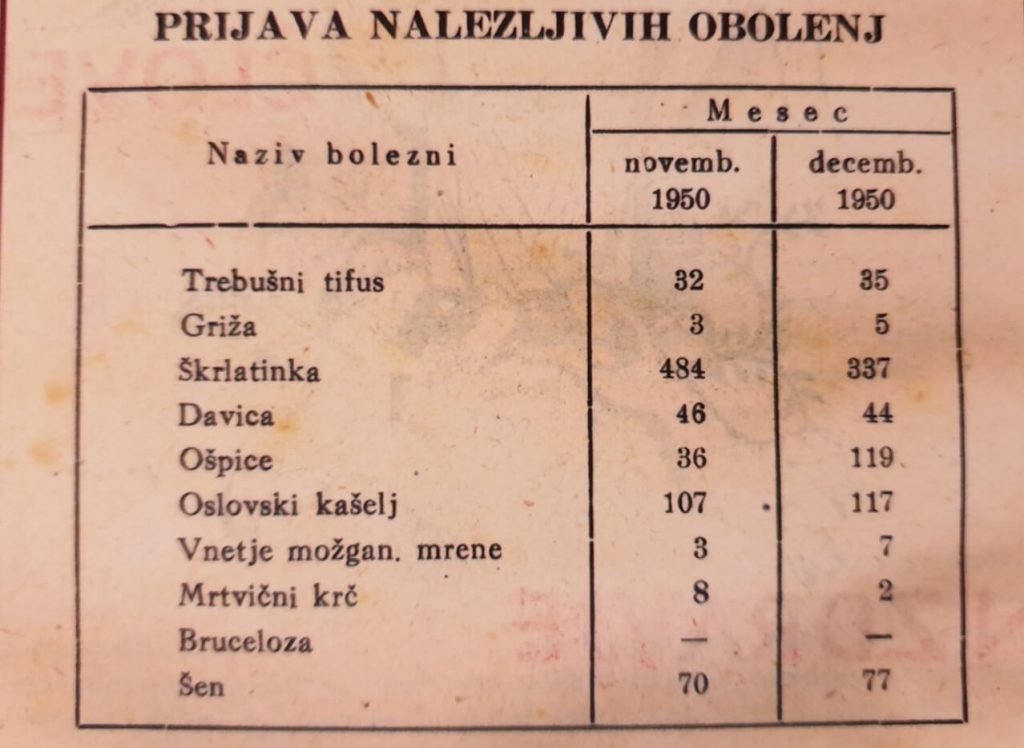 PRIJAVA NALEZLJIVIH OBOLENJ
Mesec
Naziv bolezni novemb. decemb.
1950 1950
Trebušni tifus 32 35
Griža 3 5
Škrlatinka 484 337
Davica 46 44
Ošpice 36 119
Oslovski kašelj 107 117
Vnetje možgan. mrene 3 7
Mrtvični krč 8 2
Bruceloza — —
Šen 70 77